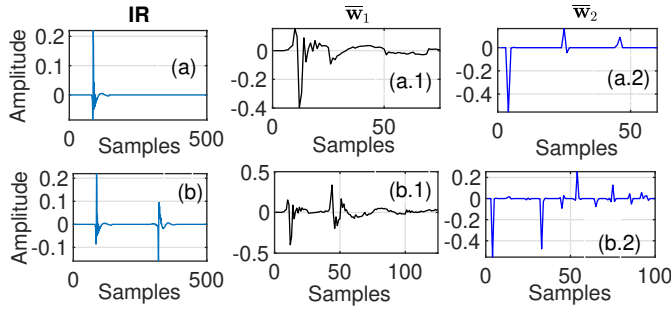 IR
w̅₁
w̅₂
Amplitude
0.2
0.1
0
(a)
0
500
Samples
0
-0.2
-0.4
(a.1)
0
50
Samples
0
-0.2
-0.4
(a.2)
0
50
Samples
Amplitude
0.2
0.1
0
-0.1
(b)
0
500
Samples
0.5
0
-0.5
(b.1)
0
50
100
Samples
0.2
0
-0.2
-0.4
(b.2)
0
50
100
Samples